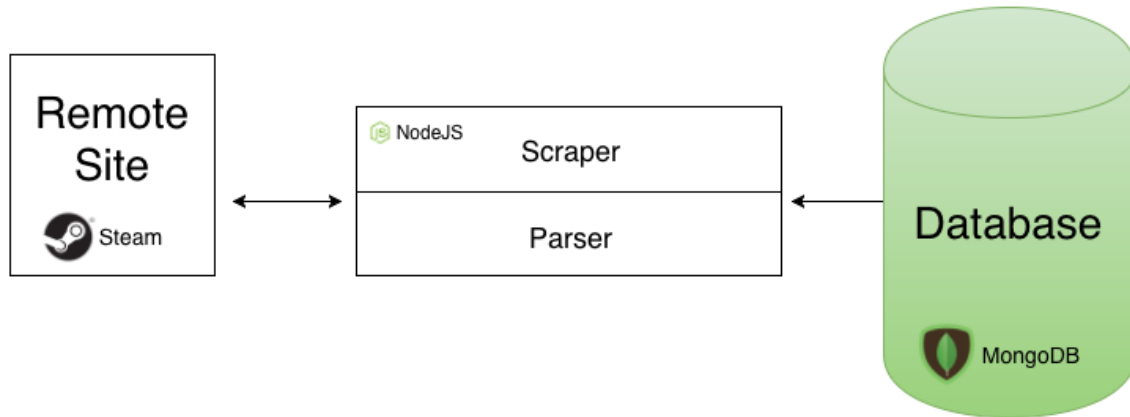 Remote
Site
Steam
NodeJS
Scraper
Parser
Database
MongoDB